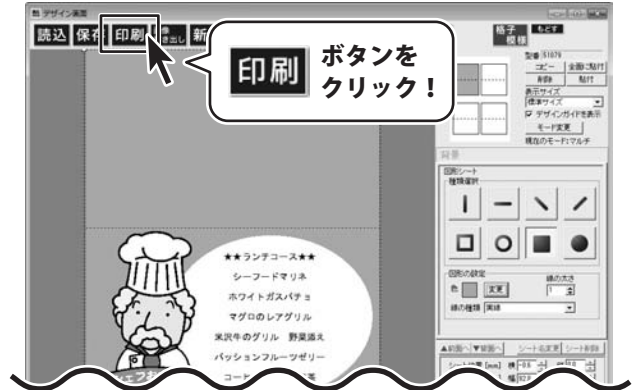 デザイン画面
読込 保存 印刷
新
格子
模様
もどす
印刷 ボタンを
クリック！
型番 51079
コピー 全面に貼付
削除 貼付
表示サイズ
標準サイズ
デザインガイドを表示
モード変更
現在のモード:マルチ
背景
図形シート
種類選択
図形の設定
色 変更
線の太さ
1
線の種類 実線
▲前面へ ▼背面へ シート名変更 シート削除
★★ランチコース★★
シーフードマリネ
ホワイトガスパチョ
マグロのレアグリル
米沢牛のグリル 野菜添え
パッションフルーツゼリー